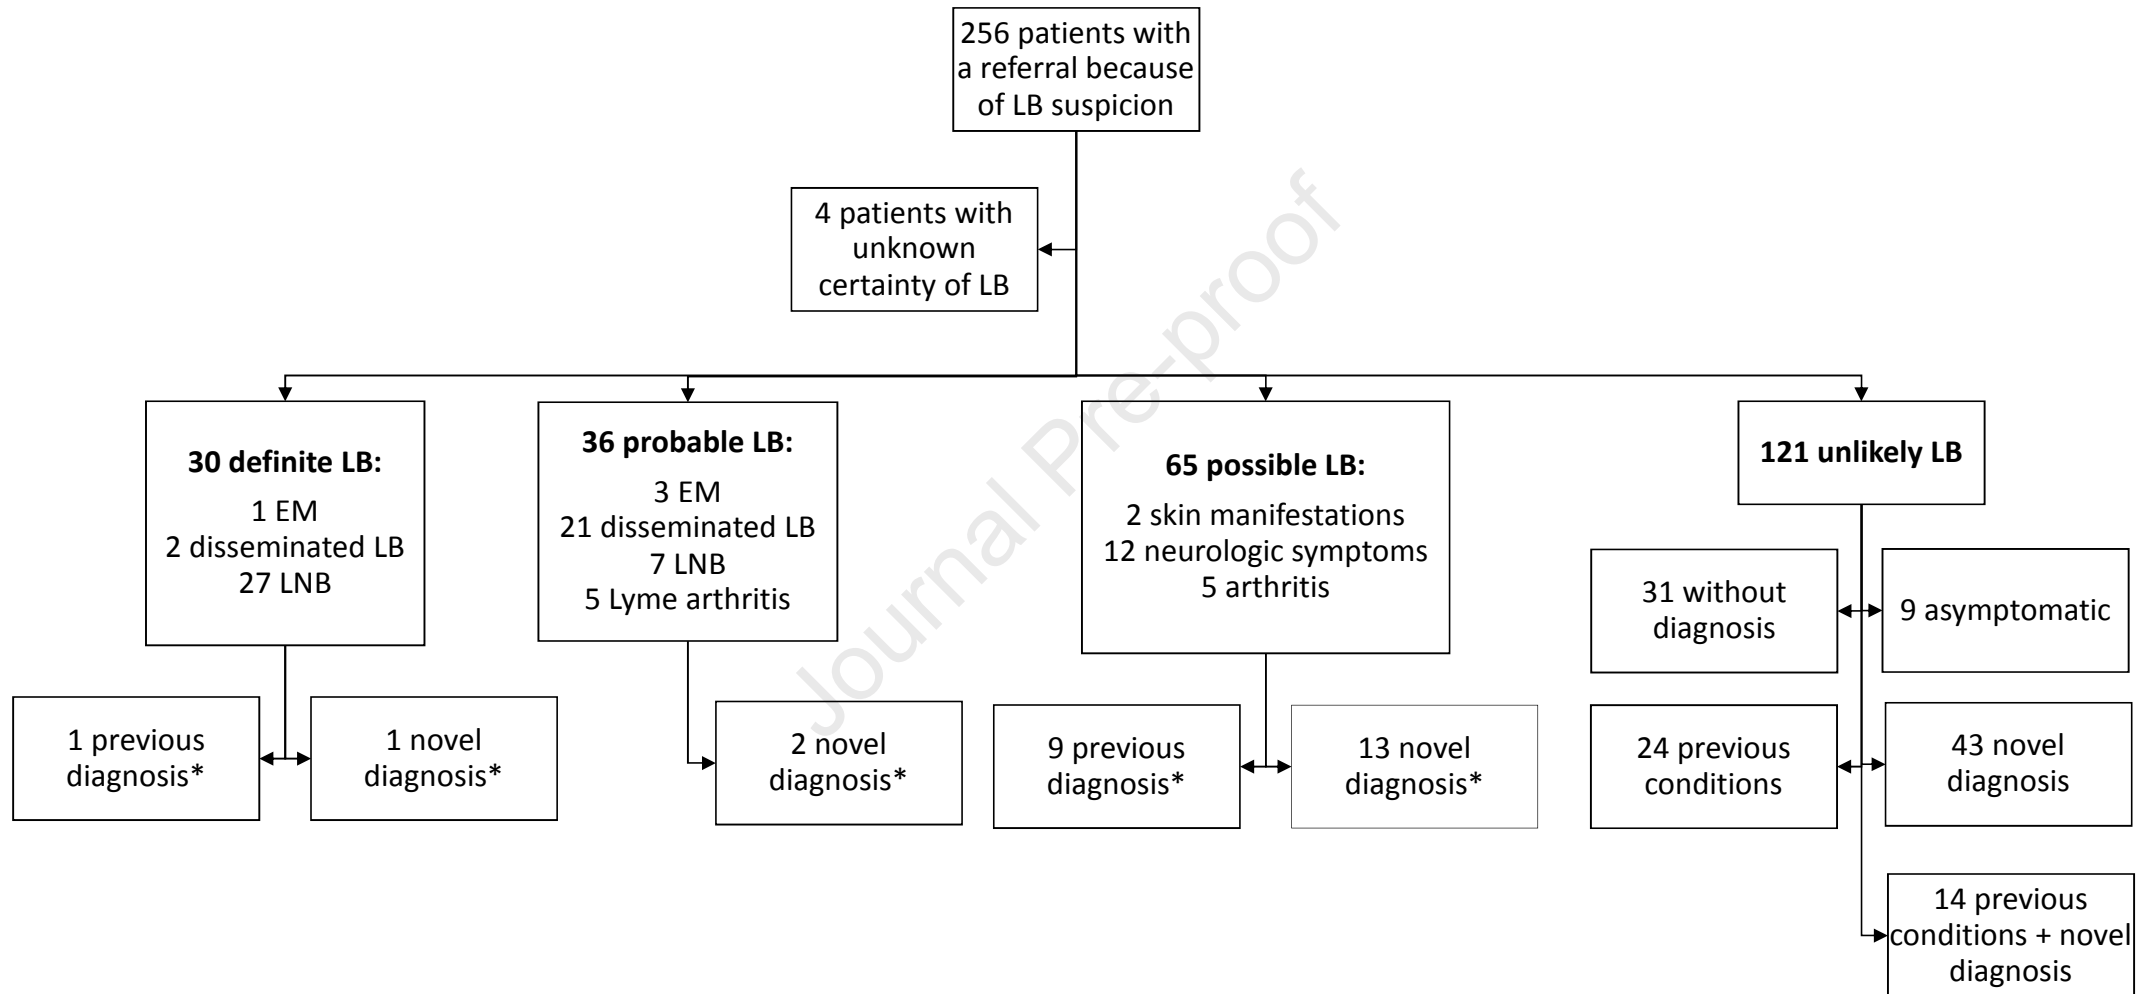 256 patients with
a referral because
of LB suspicion
4 patients with
unknown
certainty of LB
30 definite LB:
1 EM
2 disseminated LB
27 LNB
36 probable LB:
3 EM
21 disseminated LB
7 LNB
5 Lyme arthritis
65 possible LB:
2 skin manifestations
12 neurologic symptoms
5 arthritis
121 unlikely LB
31 without
diagnosis
9 asymptomatic
1 previous
diagnosis*
1 novel
diagnosis*
2 novel
diagnosis*
9 previous
diagnosis*
13 novel
diagnosis*
24 previous
conditions
43 novel
diagnosis
14 previous
conditions + novel
diagnosis
Journal Pre-proof